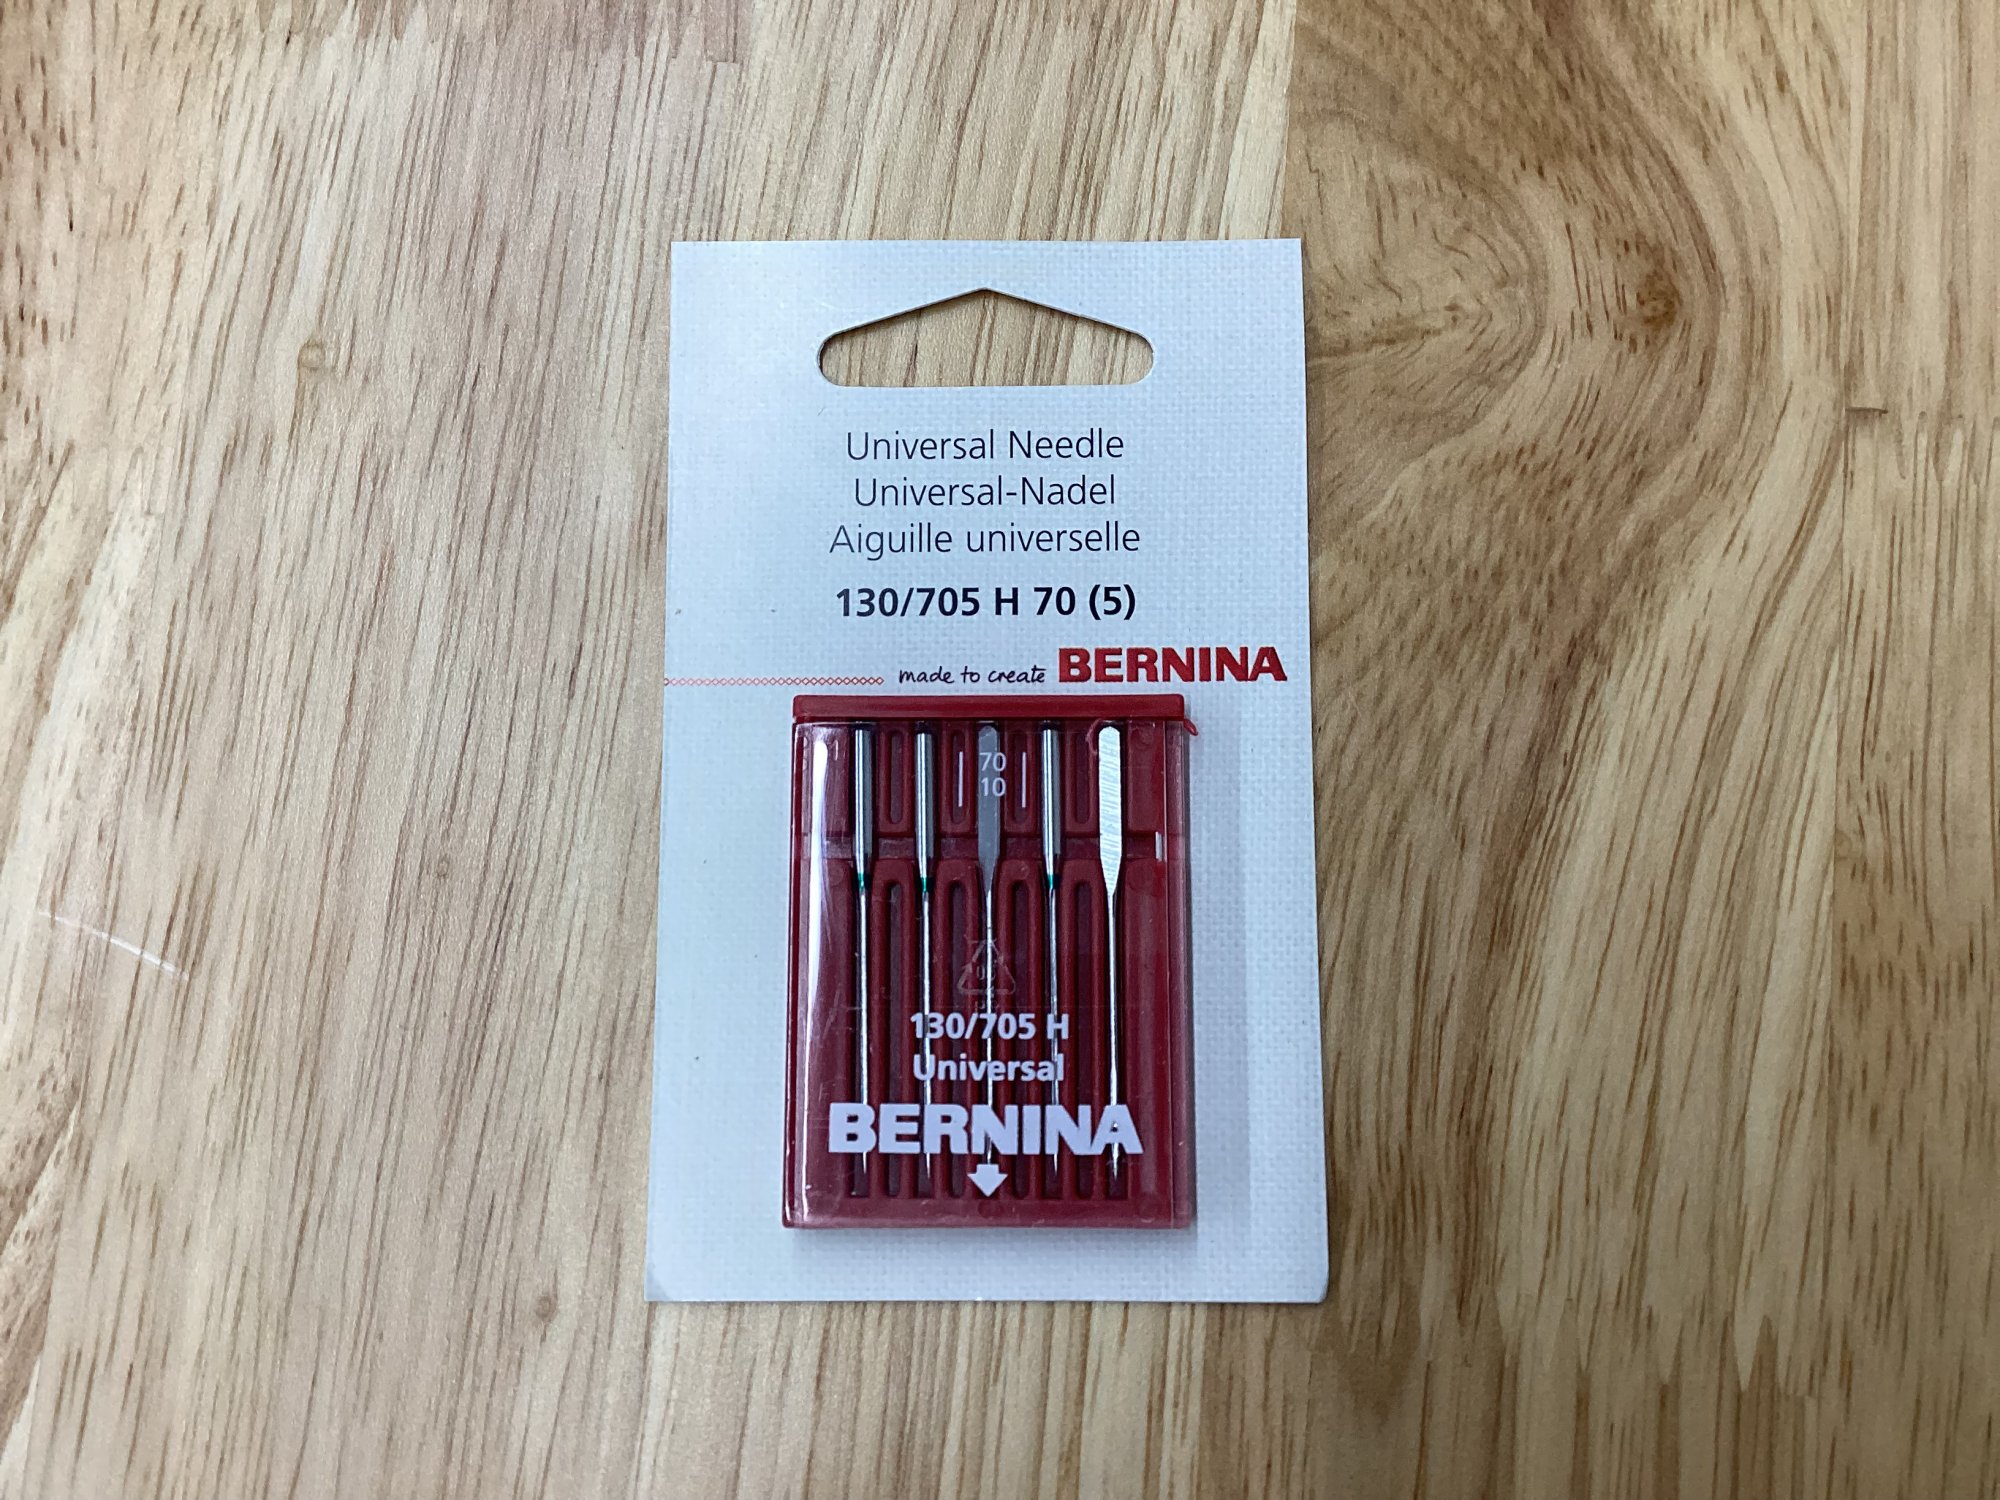 Universal Needle
Universal-Nadel
Aiguille universelle
130/705 H 70 (5)
made to create BERNINA
70
10
130/705 H
Universal
BERNINA